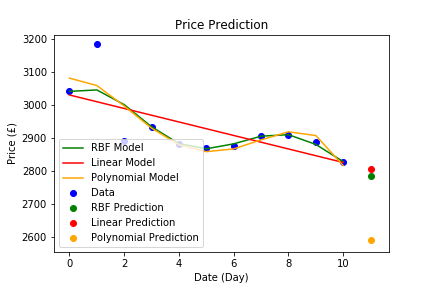 Price Prediction
3200
3100
3000
2900
2800
2700
2600
Price (£)
RBF Model
Linear Model
Polynomial Model
Data
RBF Prediction
Linear Prediction
Polynomial Prediction
0 2 4 6 8 10
Date (Day)